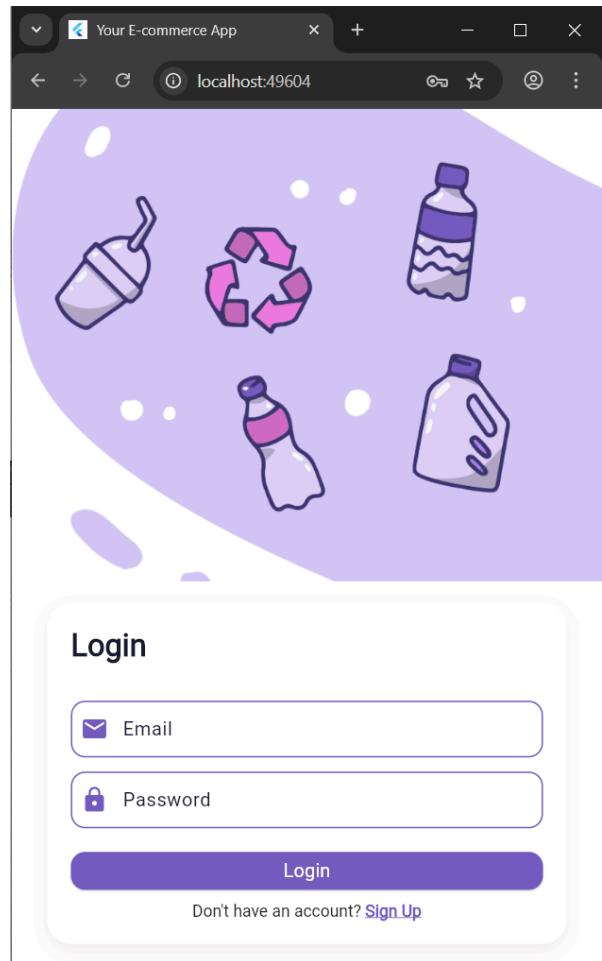 Your E-commerce App
localhost:49604
Login
Email
Password
Login
Don't have an account? Sign Up